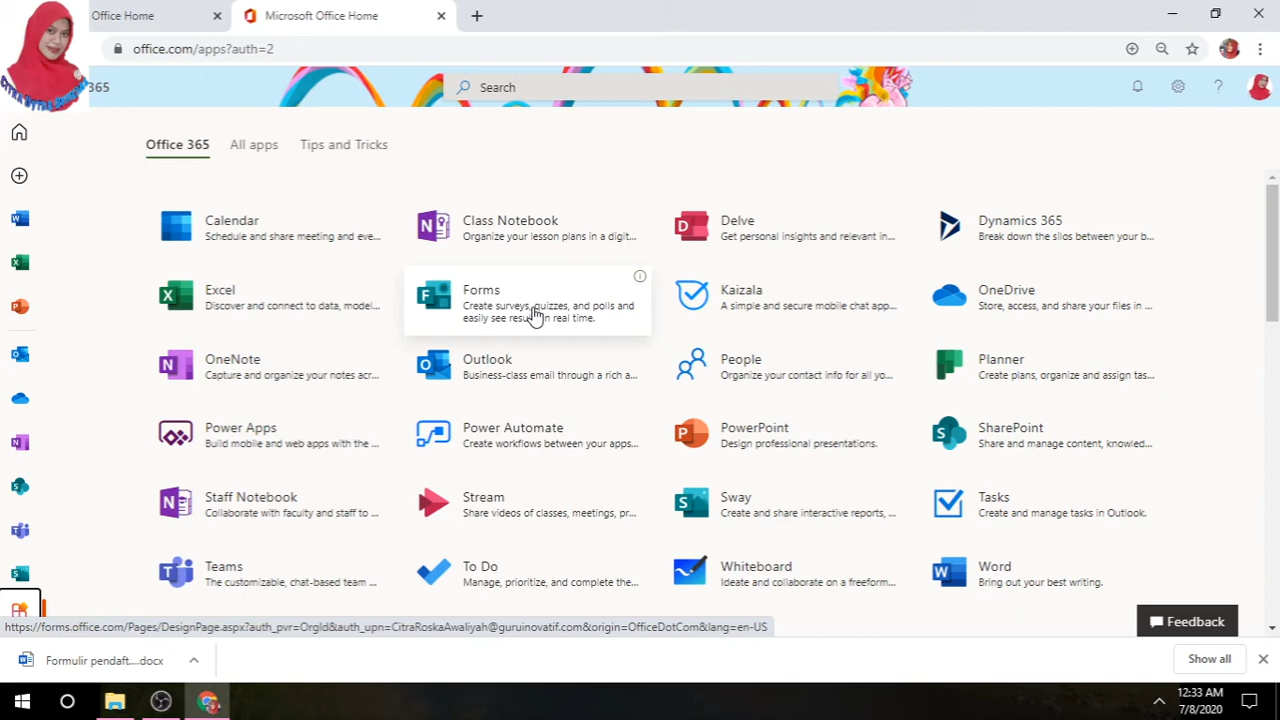 Office Home
Microsoft Office Home
office.com/apps?auth=2
365
Search
Office 365
All apps
Tips and Tricks
Calendar
Schedule and share meeting and eve...
Class Notebook
Organize your lesson plans in a digit...
Delve
Get personal insights and relevant in...
Dynamics 365
Break down the silos between your b...
Excel
Discover and connect to data, model...
Forms
Create surveys, quizzes, and polls and
easily see in real time.
Kaizala
A simple and secure mobile chat app...
OneDrive
Store, access, and share your files in ...
OneNote
Capture and organize your notes acr...
Outlook
Business-class email through a rich a...
People
Organize your contact info for all yo...
Planner
Create plans, organize and assign tas...
Power Apps
Build mobile and web apps with the ...
Power Automate
Create workflows between your apps...
PowerPoint
Design professional presentations.
SharePoint
Share and manage content, knowled...
Staff Notebook
Collaborate with faculty and staff to ...
Stream
Share videos of classes, meetings, pr...
Sway
Create and share interactive reports, ...
Tasks
Create and manage tasks in Outlook.
Teams
The customizable, chat-based team ...
To Do
Manage, prioritize, and complete the...
Whiteboard
Ideate and collaborate on a freeform...
Word
Bring out your best writing.
Feedback
https://forms.office.com/Pages/DesignPage.aspx?auth_pvr=OrgId&auth_upn=CitraRoskaAwaliyah@guruinovatif.com&origin=OfficeDotCom&lang=en-US
Formulir pendaft....docx
Show all
12:33 AM
7/8/2020